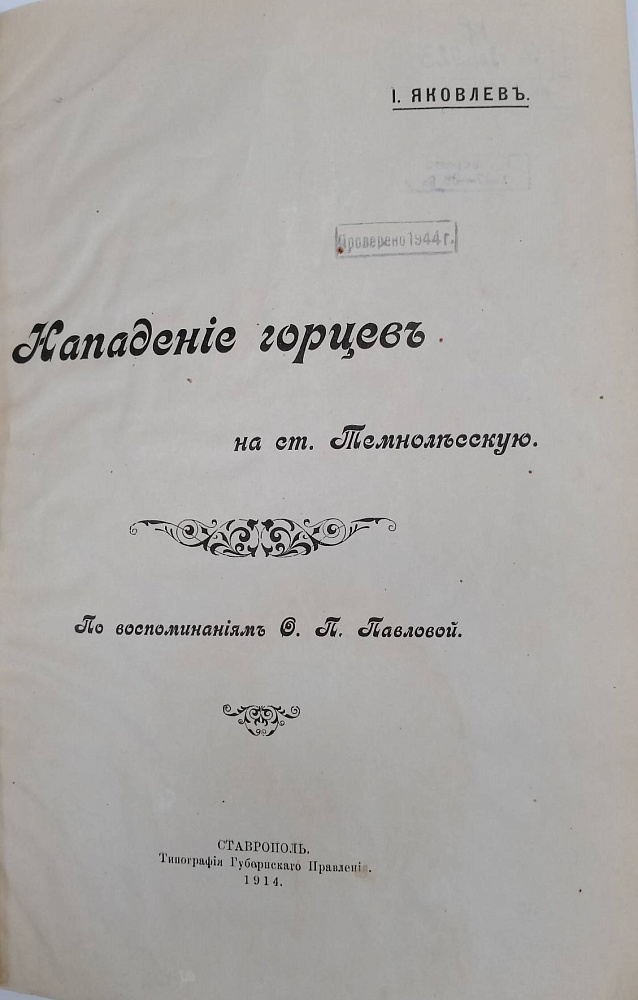 І. ЯКОВЛЕВЪ.
Проверено 1944 г.
Нападеніе горцевъ
на ст. Темнолѣсскую.
По воспоминаніямъ О. П. Павловой.
СТАВРОПОЛЬ.
Типографія Губернскаго Правлені .
1914.